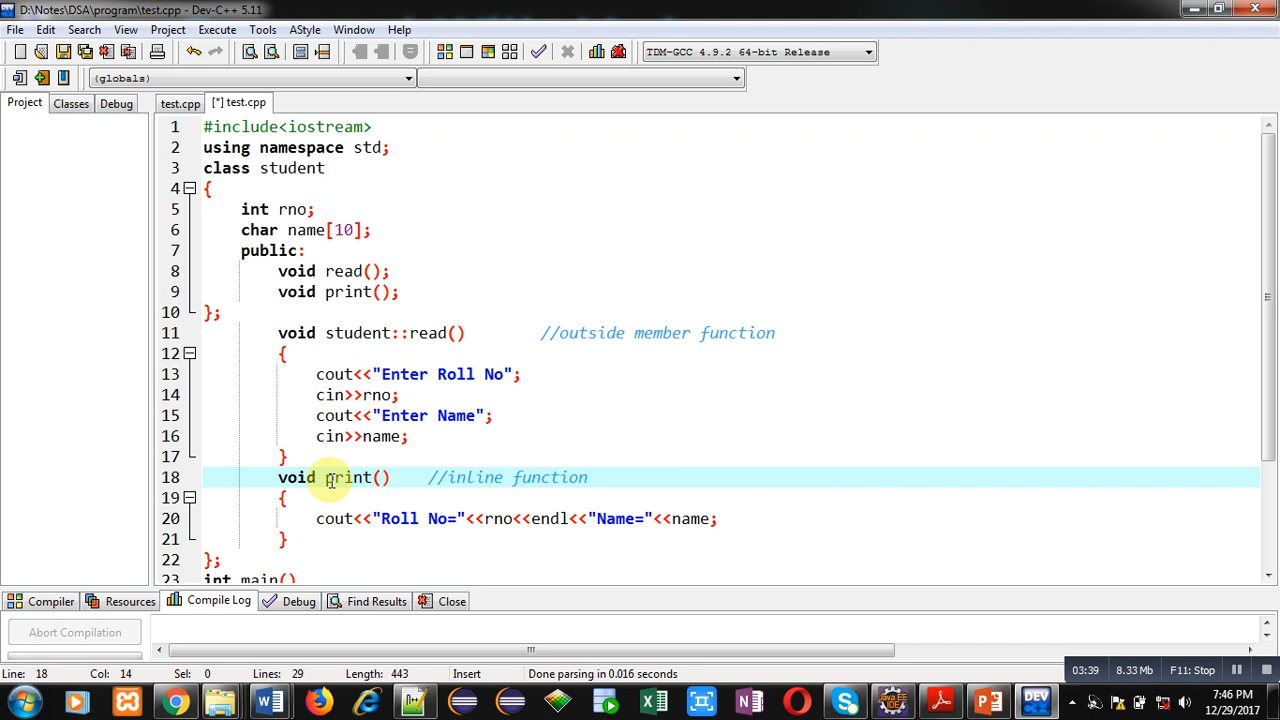 D:\Notes\DSA\program\test.cpp - Dev-C++ 5.11
File Edit Search View Project Execute Tools AStyle Window Help
TDM-GCC 4.9.2 64-bit Release
(globals)
Project Classes Debug test.cpp [*] test.cpp
1 #include<iostream>
2 using namespace std;
3 class student
4 {
5 int rno;
6 char name[10];
7 public:
8 void read();
9 void print();
10 };
11 void student::read() //outside member function
12 {
13 cout<<"Enter Roll No";
14 cin>>rno;
15 cout<<"Enter Name";
16 cin>>name;
17 }
18 void print() //inline function
19 {
20 cout<<"Roll No="<<rno<<endl<<"Name="<<name;
21 }
22 };
23 int main()
Compiler Resources Compile Log Debug Find Results Close
Abort Compilation
Line: 18 Col: 14 Sel: 0 Lines: 29 Length: 443 Insert Done parsing in 0.016 seconds
03:39 8.33 Mb F11: Stop
7:46 PM
12/29/2017